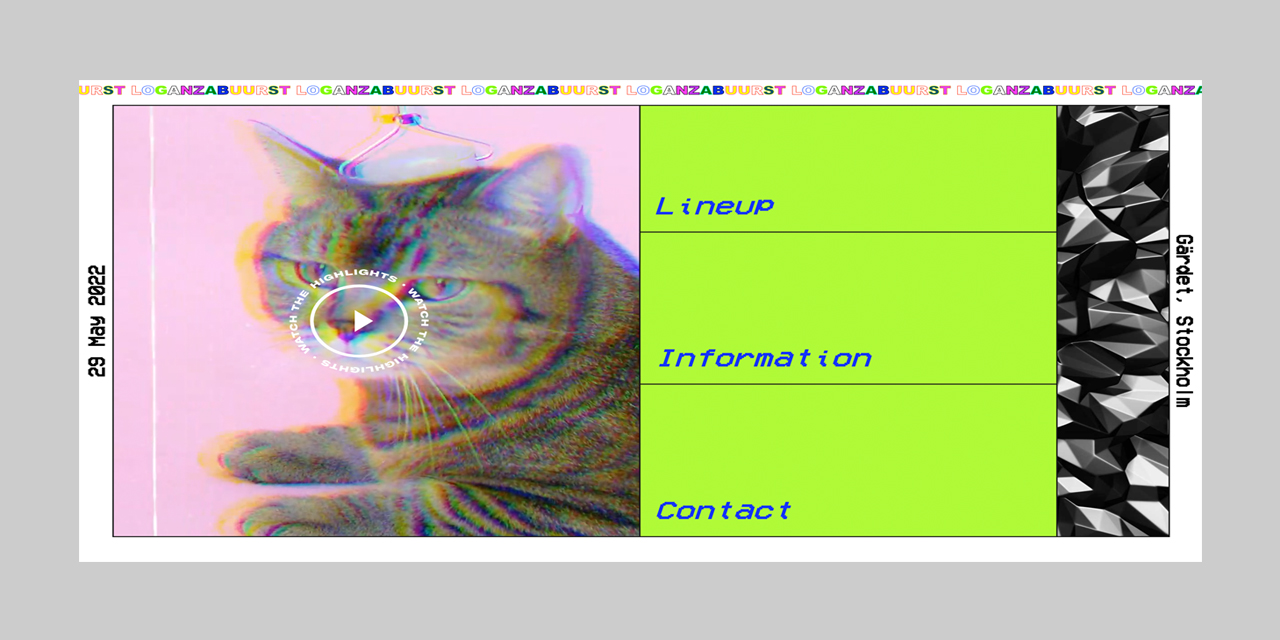 URST LOGANZABUURST LOGANZABUURST LOGANZABUURST LOGANZABUURST LOGANZABUURST LOGANZABUURST LOGANZA
29 May 2022
WATCH THE HIGHLIGHTS · WATCH THE HIGHLIGHTS ·
Lineup
Information
Contact
Gärdet, Stockholm